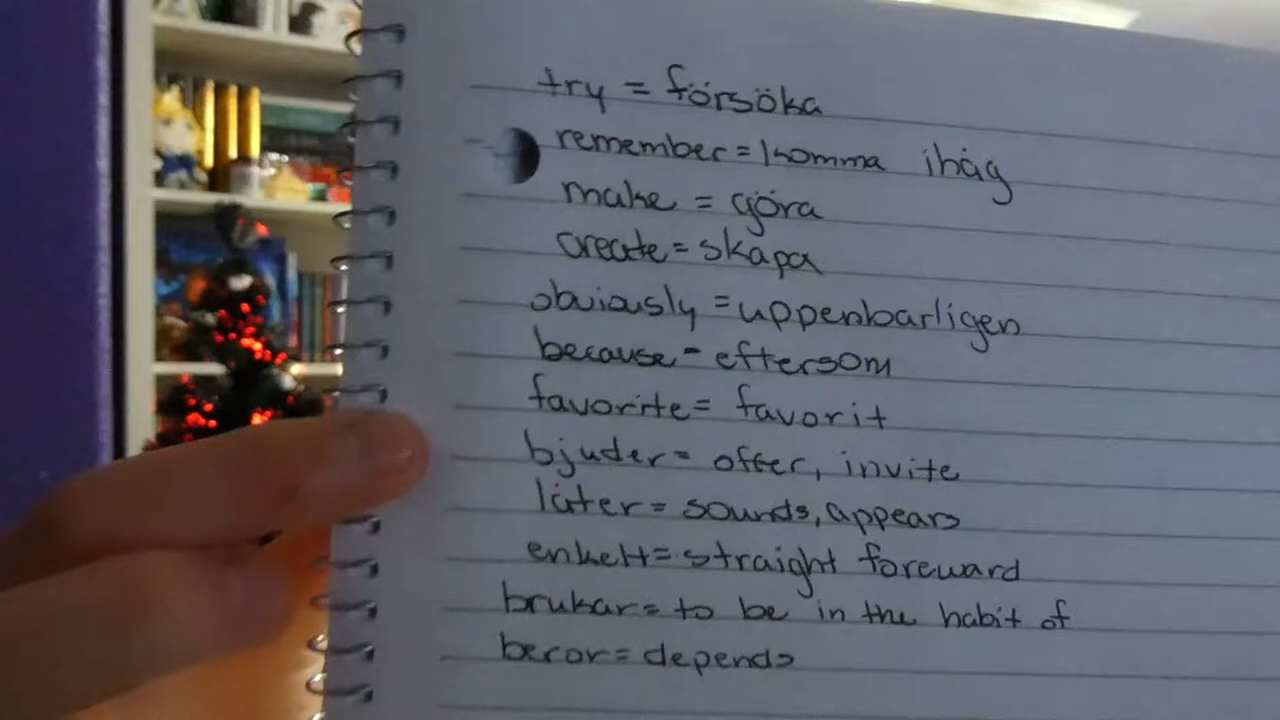 try = försöka
remember = komma ihåg
make = göra
create = skapa
obviously = uppenbarligen
because = eftersom
favorite = favorit
bjuder = offer, invite
låter = sounds, appears
enkelt = straight foreward
brukar = to be in the habit of
beror = depends